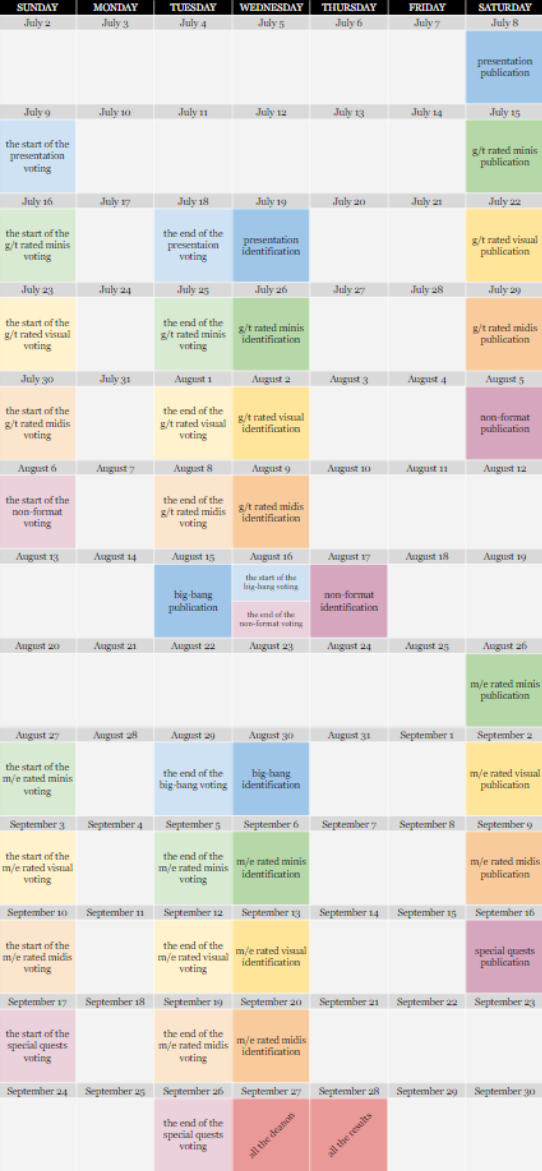 SUNDAY MONDAY TUESDAY WEDNESDAY THURSDAY FRIDAY SATURDAY
July 2 July 3 July 4 July 5 July 6 July 7 July 8
presentation
publication
July 9 July 10 July 11 July 12 July 13 July 14 July 15
the start of the
presentation
voting
g/t rated minis
publication
July 16 July 17 July 18 July 19 July 20 July 21 July 22
the start of the
g/t rated minis
voting
the end of the
presentaion
voting
presentation
identification
g/t rated visual
publication
July 23 July 24 July 25 July 26 July 27 July 28 July 29
the start of the
g/t rated visual
voting
the end of the
g/t rated minis
voting
g/t rated minis
identification
g/t rated midis
publication
July 30 July 31 August 1 August 2 August 3 August 4 August 5
the start of the
g/t rated midis
voting
the end of the
g/t rated visual
voting
g/t rated visual
identification
non-format
publication
August 6 August 7 August 8 August 9 August 10 August 11 August 12
the start of the
non-format
voting
the end of the
g/t rated midis
voting
g/t rated midis
identification
August 13 August 14 August 15 August 16 August 17 August 18 August 19
big-bang
publication
the start of the
big-bang voting
the end of the
non-format voting
non-format
identification
August 20 August 21 August 22 August 23 August 24 August 25 August 26
m/e rated minis
publication
August 27 August 28 August 29 August 30 August 31 September 1 September 2
the start of the
m/e rated minis
voting
the end of the
big-bang voting
big-bang
identification
m/e rated visual
publication
September 3 September 4 September 5 September 6 September 7 September 8 September 9
the start of the
m/e rated visual
voting
the end of the
m/e rated minis
voting
m/e rated minis
identification
m/e rated midis
publication
September 10 September 11 September 12 September 13 September 14 September 15 September 16
the start of the
m/e rated midis
voting
the end of the
m/e rated visual
voting
m/e rated visual
identification
special quests
publication
September 17 September 18 September 19 September 20 September 21 September 22 September 23
the start of the
special quests
voting
the end of the
m/e rated midis
voting
m/e rated midis
identification
September 24 September 25 September 26 September 27 September 28 September 29 September 30
the end of the
special quests
voting
all the deanon
all the results